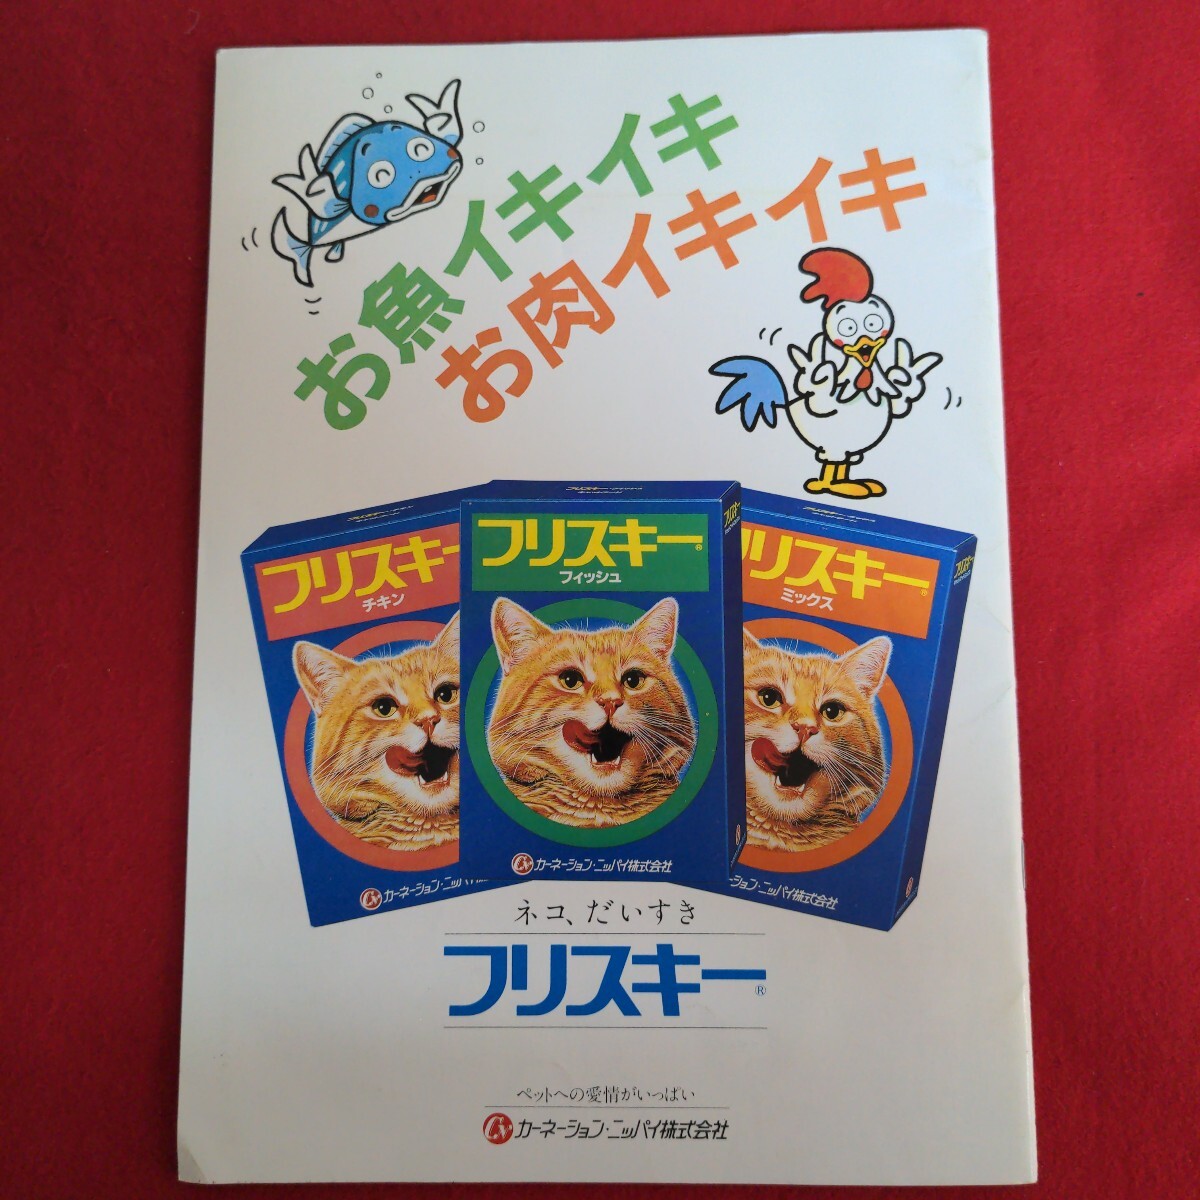 お魚イキイキ
お肉イキイキ
フリスキー
チキン
カーネーション・ニッパイ
フリスキー®
フィッシュ
CN カーネーション・ニッパイ株式会社
フリスキー®
ミックス
ーション・ニッパイ株式会社
ネコ、だいすき
フリスキー®
ペットへの愛情がいっぱい
CN カーネーション・ニッパイ株式会社